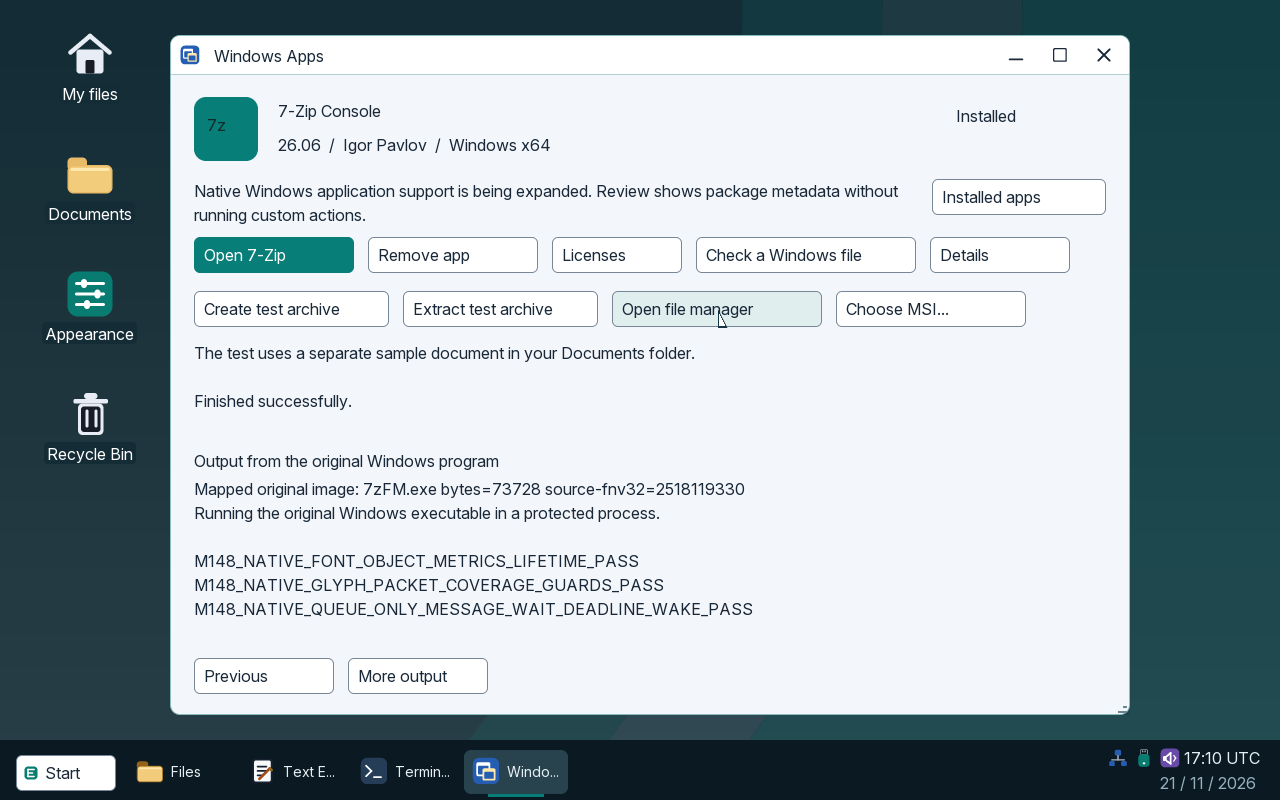 My files
Documents
Appearance
Recycle Bin
Windows Apps
7z
7-Zip Console
26.06 / Igor Pavlov / Windows x64
Installed
Native Windows application support is being expanded. Review shows package metadata without
running custom actions.
Installed apps
Open 7-Zip
Remove app
Licenses
Check a Windows file
Details
Create test archive
Extract test archive
Open file manager
Choose MSI...
The test uses a separate sample document in your Documents folder.
Finished successfully.
Output from the original Windows program
Mapped original image: 7zFM.exe bytes=73728 source-fnv32=2518119330
Running the original Windows executable in a protected process.
M148_NATIVE_FONT_OBJECT_METRICS_LIFETIME_PASS
M148_NATIVE_GLYPH_PACKET_COVERAGE_GUARDS_PASS
M148_NATIVE_QUEUE_ONLY_MESSAGE_WAIT_DEADLINE_WAKE_PASS
Previous
More output
E Start
Files
Text E...
Termin...
Windo...
17:10 UTC
21 / 11 / 2026